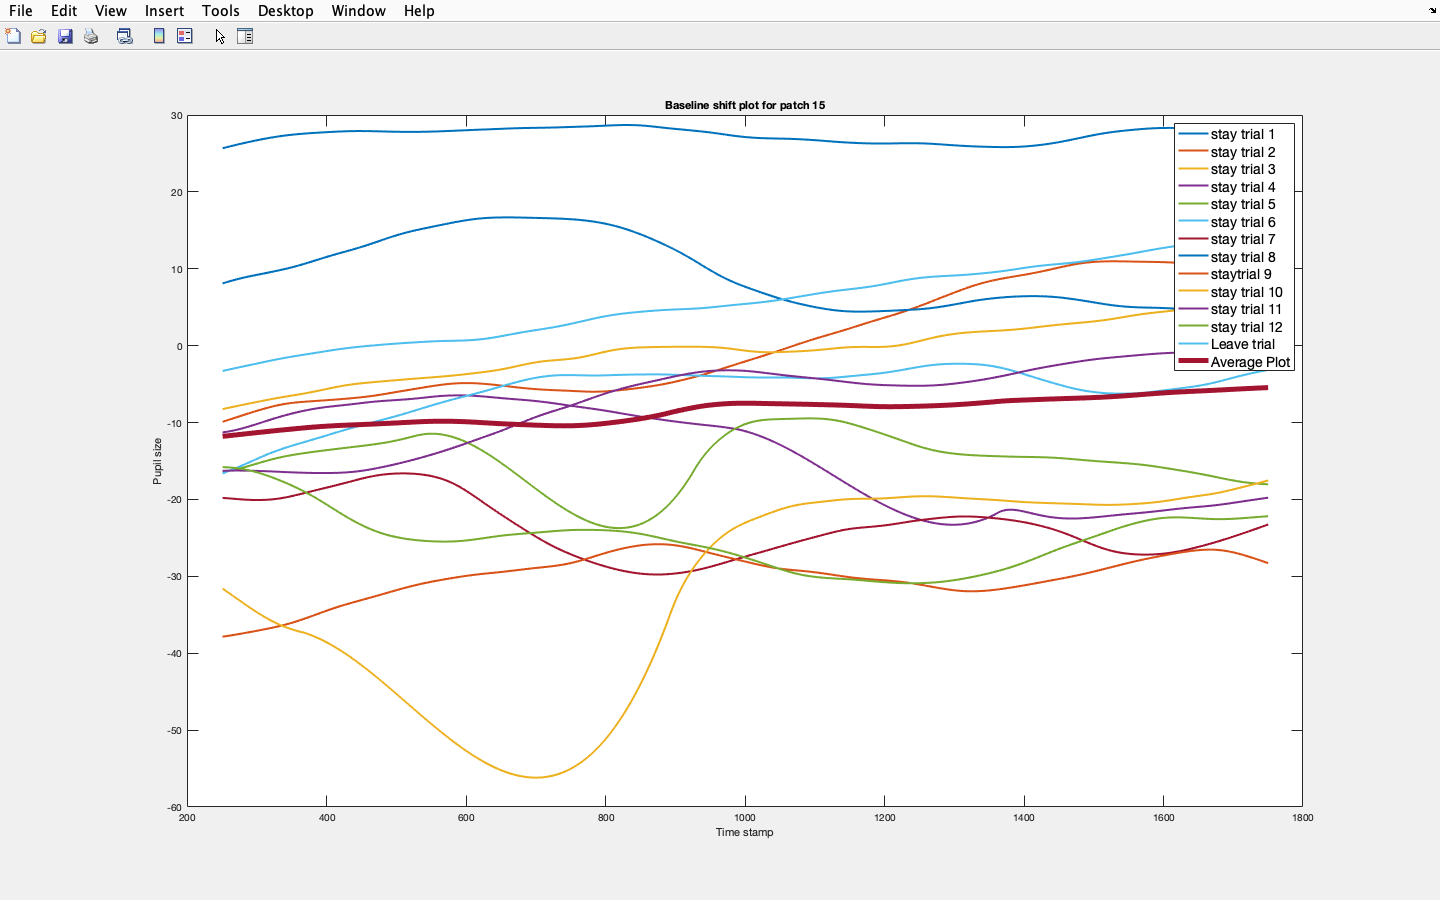 File Edit View Insert Tools Desktop Window Help
Baseline shift plot for patch 15
30
20
10
0
-10
-20
-30
-40
-50
-60
Pupil size
200 400 600 800 1000 1200 1400 1600 1800
Time stamp
stay trial 1
stay trial 2
stay trial 3
stay trial 4
stay trial 5
stay trial 6
stay trial 7
stay trial 8
staytrial 9
stay trial 10
stay trial 11
stay trial 12
Leave trial
Average Plot